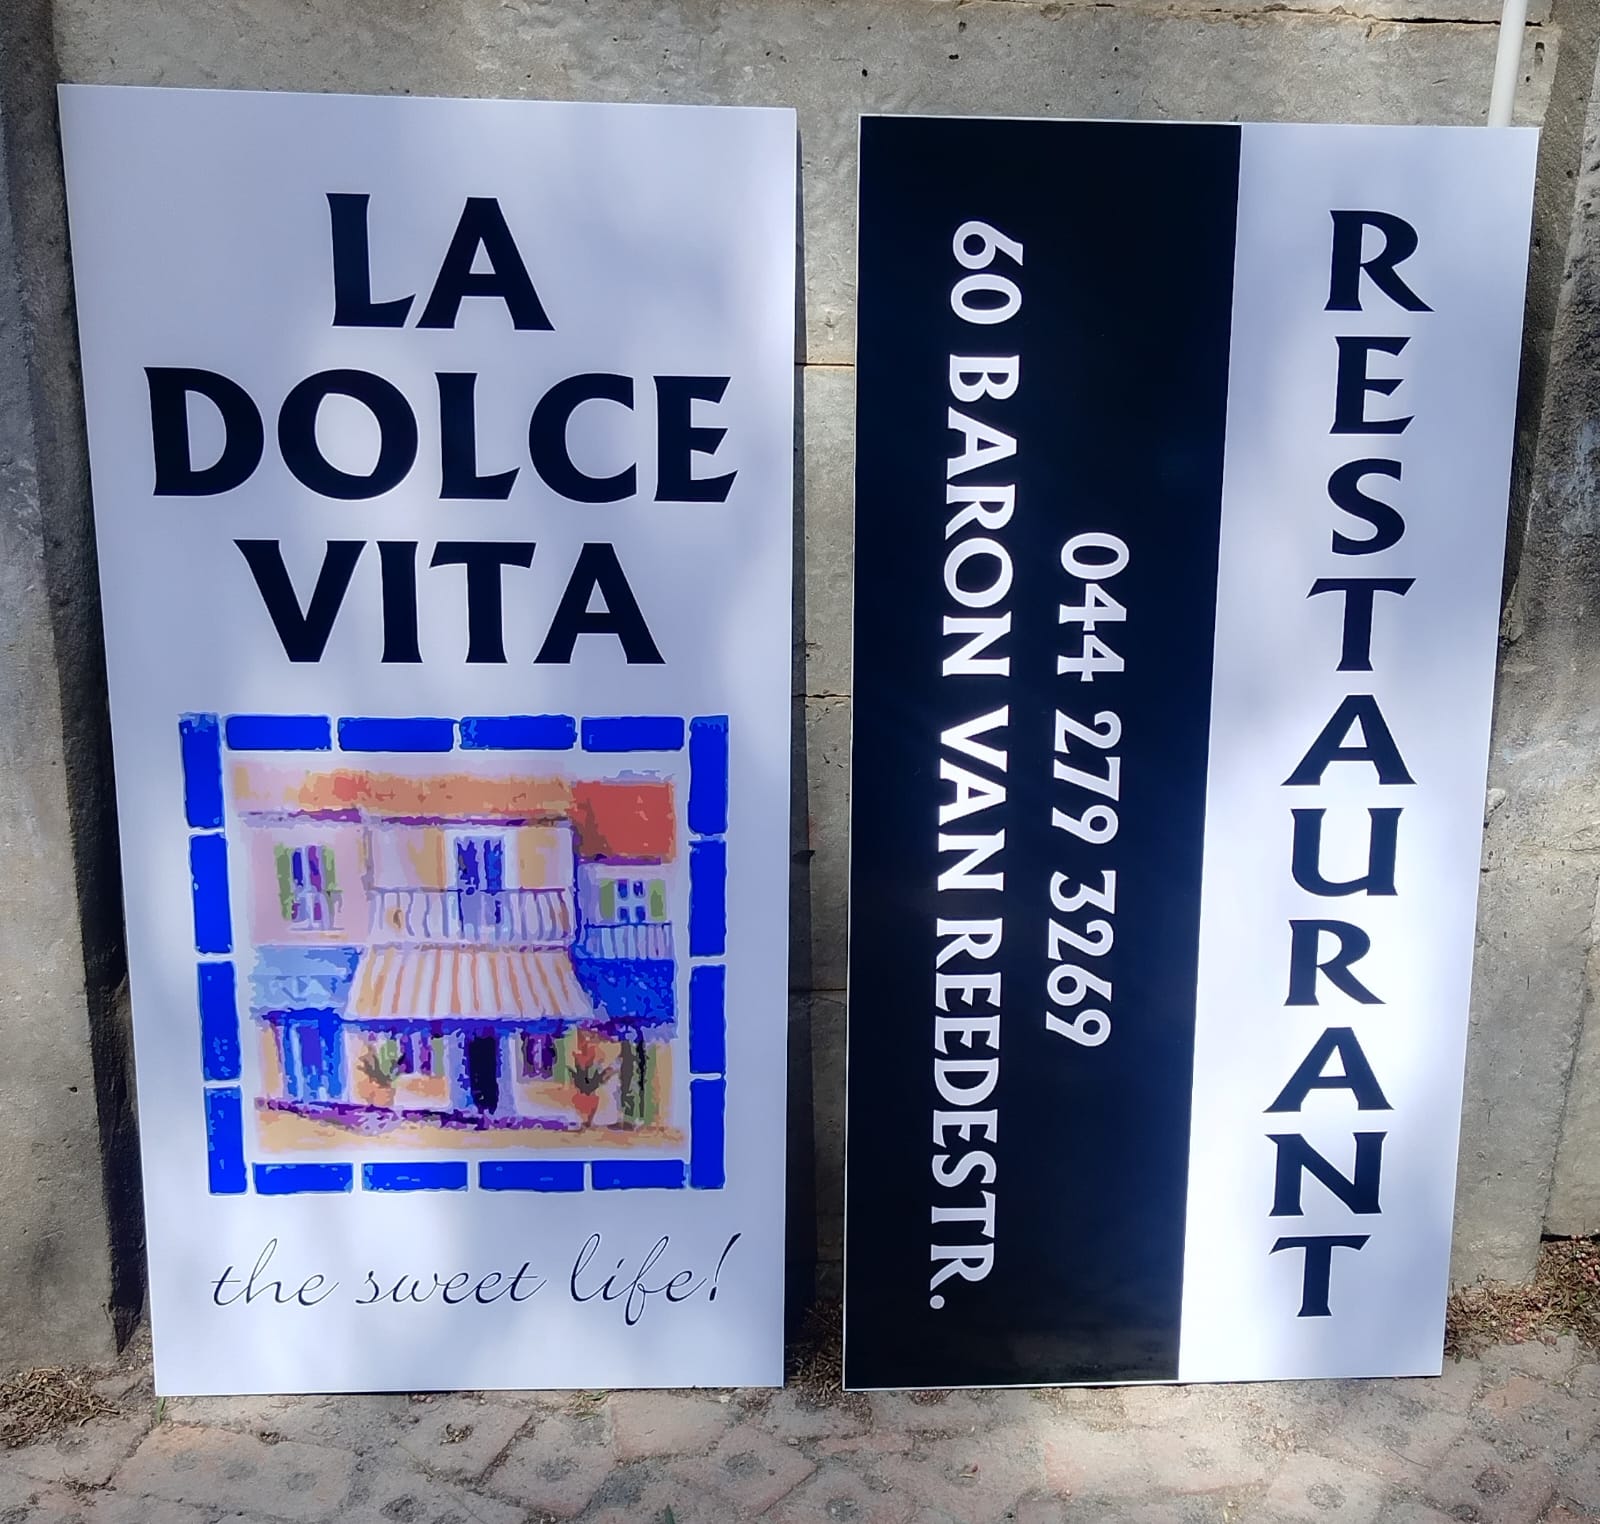 LA
DOLCE
VITA
the sweet life!
RESTAURANT
044 279 3269
60 BARON VAN REEDESTR.